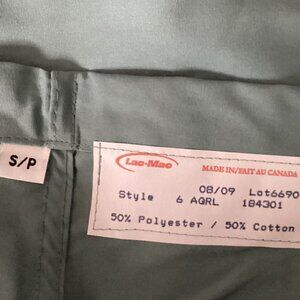 S/P
Lac-Mac
MADE IN/FAIT AU CANADA
08/09 Lot6690
Style 6 AQRL 184301
50% Polyester / 50% Cotton